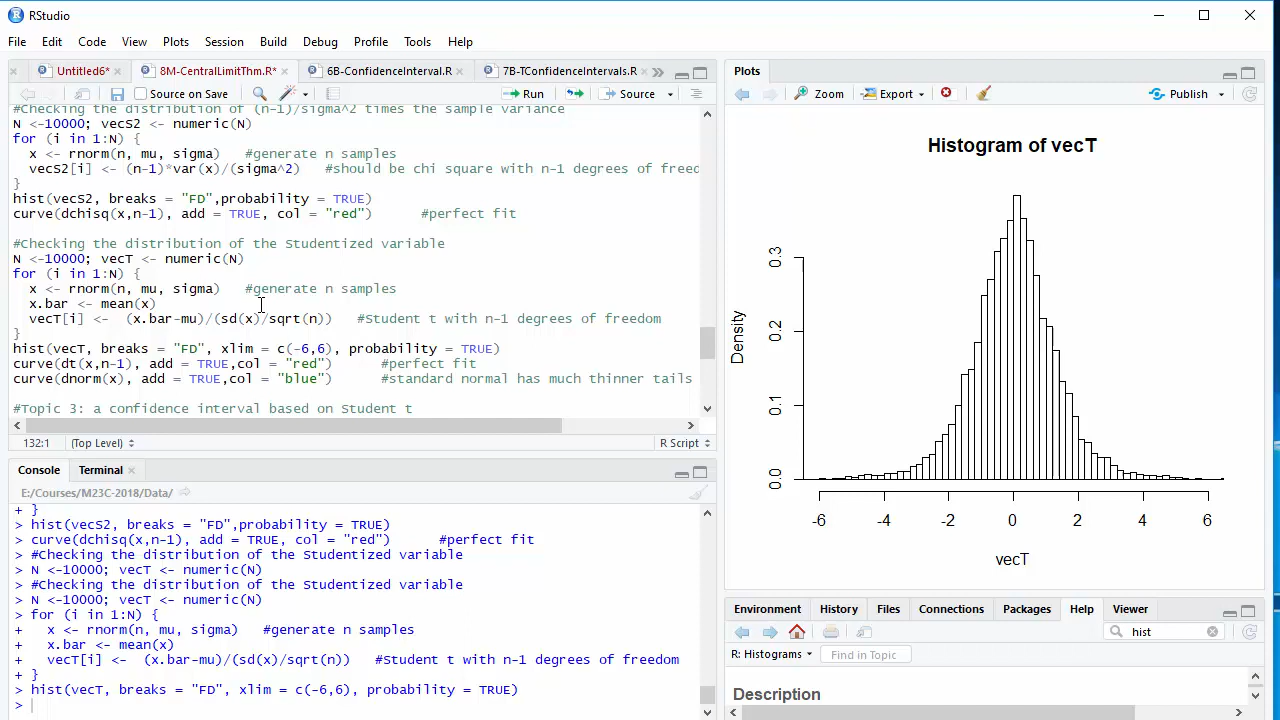 RStudio
File Edit Code View Plots Session Build Debug Profile Tools Help
Untitled6* 8M-CentralLimitThm.R* 6B-ConfidenceInterval.R 7B-TConfidenceIntervals.R
Source on Save Run Source
#Checking the distribution of (n-1)/sigma^2 times the sample variance
N <-10000; vecS2 <- numeric(N)
for (i in 1:N) {
x <- rnorm(n, mu, sigma) #generate n samples
vecS2[i] <- (n-1)*var(x)/(sigma^2) #should be chi square with n-1 degrees of freed
}
hist(vecS2, breaks = "FD",probability = TRUE)
curve(dchisq(x,n-1), add = TRUE, col = "red") #perfect fit
#Checking the distribution of the Studentized variable
N <-10000; vecT <- numeric(N)
for (i in 1:N) {
x <- rnorm(n, mu, sigma) #generate n samples
x.bar <- mean(x)
vecT[i] <- (x.bar-mu)/(sd(x)/sqrt(n)) #Student t with n-1 degrees of freedom
}
hist(vecT, breaks = "FD", xlim = c(-6,6), probability = TRUE)
curve(dt(x,n-1), add = TRUE,col = "red") #perfect fit
curve(dnorm(x), add = TRUE,col = "blue") #standard normal has much thinner tails
#Topic 3: a confidence interval based on Student t
132:1 (Top Level) R Script
Console Terminal
E:/Courses/M23C-2018/Data/
+ }
> hist(vecS2, breaks = "FD",probability = TRUE)
> curve(dchisq(x,n-1), add = TRUE, col = "red") #perfect fit
> #Checking the distribution of the Studentized variable
> N <-10000; vecT <- numeric(N)
> #Checking the distribution of the Studentized variable
> N <-10000; vecT <- numeric(N)
> for (i in 1:N) {
+ x <- rnorm(n, mu, sigma) #generate n samples
+ x.bar <- mean(x)
+ vecT[i] <- (x.bar-mu)/(sd(x)/sqrt(n)) #Student t with n-1 degrees of freedom
+ }
> hist(vecT, breaks = "FD", xlim = c(-6,6), probability = TRUE)
>
Plots
Zoom Export Publish
Histogram of vecT
Density
0.3
0.2
0.1
0.0
-6 -4 -2 0 2 4 6
vecT
Environment History Files Connections Packages Help Viewer
hist
R: Histograms Find in Topic
Description